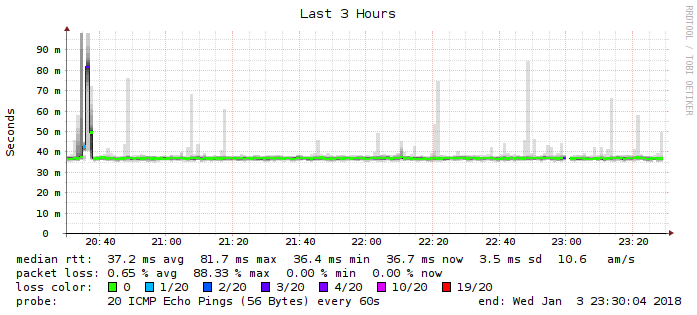 Last 3 Hours
RRDTOOL / TOBI OETIKER
Seconds
90 m
80 m
70 m
60 m
50 m
40 m
30 m
20 m
10 m
0
20:40 21:00 21:20 21:40 22:00 22:20 22:40 23:00 23:20
median rtt: 37.2 ms avg 81.7 ms max 36.4 ms min 36.7 ms now 3.5 ms sd 10.6 am/s
packet loss: 0.65 % avg 88.33 % max 0.00 % min 0.00 % now
loss color: 0 1/20 2/20 3/20 4/20 10/20 19/20
probe: 20 ICMP Echo Pings (56 Bytes) every 60s end: Wed Jan 3 23:30:04 2018